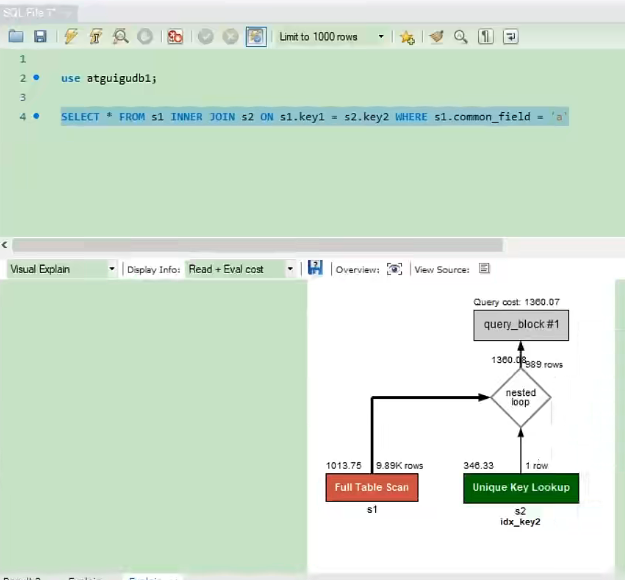 SQL File 7*
Limit to 1000 rows
1
2 use atguigudb1;
3
4 SELECT * FROM s1 INNER JOIN s2 ON s1.key1 = s2.key2 WHERE s1.common_field = 'a'
Visual Explain Display Info: Read + Eval cost Overview: View Source:
Query cost: 1360.07
query_block #1
1360.08 989 rows
nested
loop
1013.75 9.89K rows 346.33 1 row
Full Table Scan Unique Key Lookup
s1 s2
idx_key2